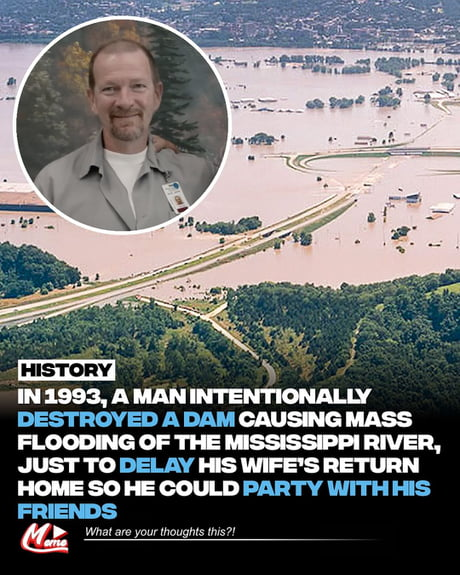 HISTORY
IN 1993, A MAN INTENTIONALLY
DESTROYED A DAM CAUSING MASS
FLOODING OF THE MISSISSIPPI RIVER,
JUST TO DELAY HIS WIFE'S RETURN
HOME SO HE COULD PARTY WITH HIS
FRIENDS
Meme
What are your thoughts this?!